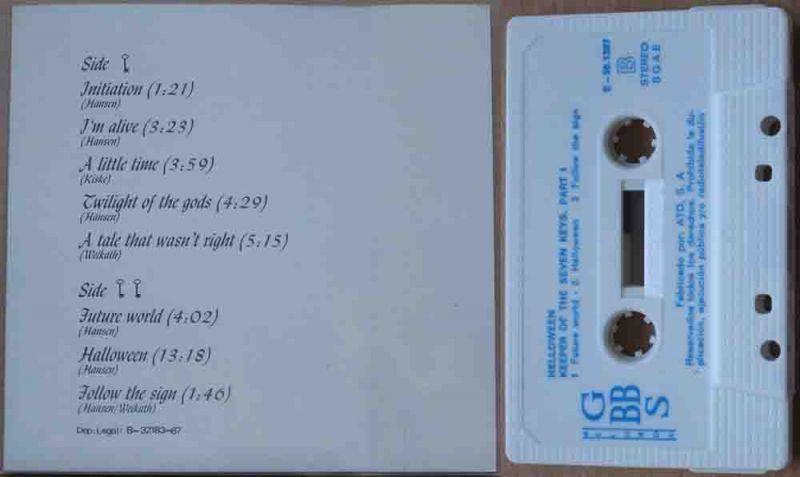 Side
Initiation (1:21)
(Hansen)
I'm alive (3:23)
(Hansen)
A little time (3:59)
(Kiske)
Twilight of the gods (4:29)
(Hansen)
A tale that wasn't right (5:15)
(Weikath)
Side
Future world (4:02)
(Hansen)
Halloween (13:18)
(Hansen)
Follow the sign (1:46)
(Hansen/Weikath)
Dep. Legal: B-32183-87
HELLOWEEN
KEEPER OF THE SEVEN KEYS, PART I
1 Future world - 2 Halloween 3 Follow the sign
B
STEREO
SGAE
Fabricado por: ATD, S. A.
Reservados todos los derechos. Prohibida la du-
plicación, ejecución pública y/o radioteledifusión
G
BB
S